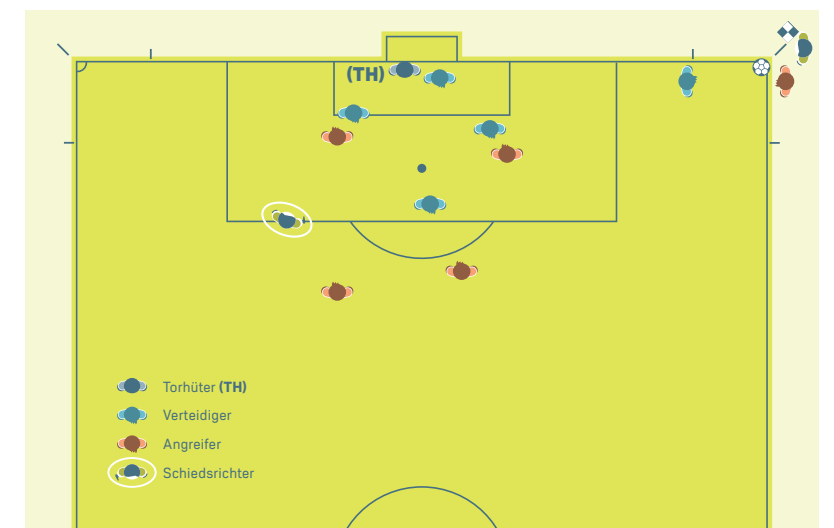 (TH)
Torhüter (TH)
Verteidiger
Angreifer
Schiedsrichter